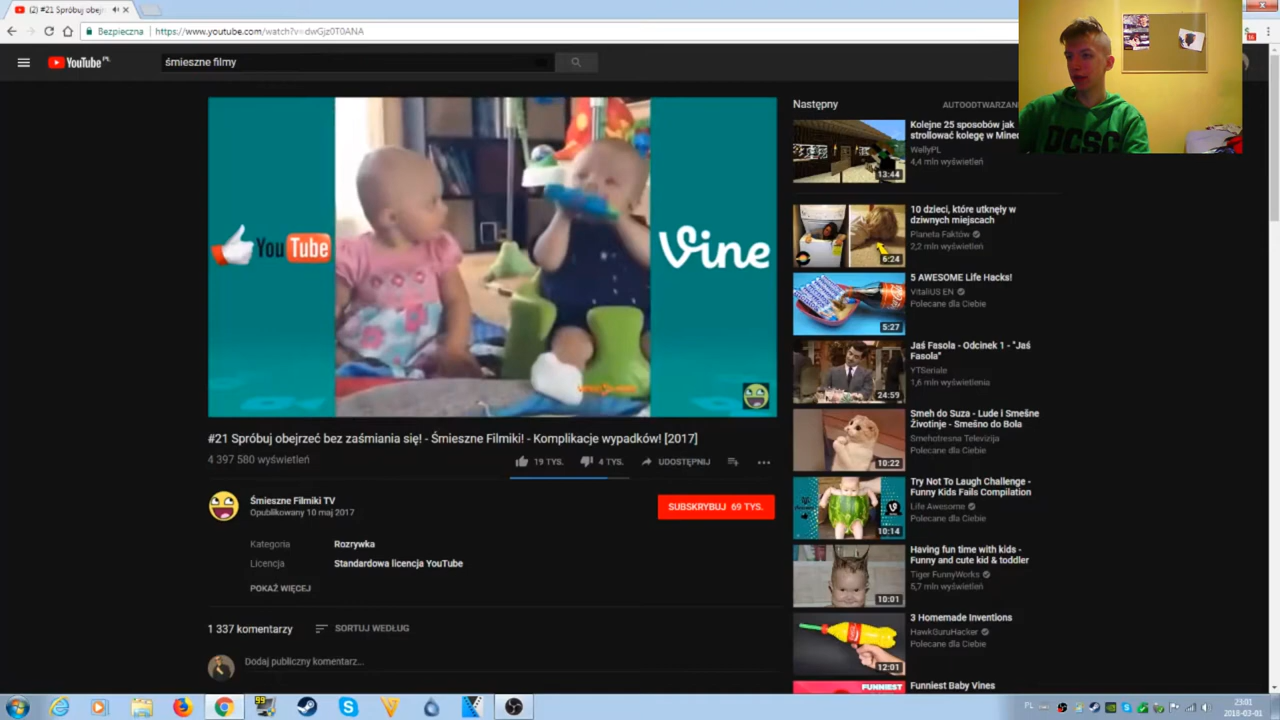 (2) #21 Spróbuj obejr
Bezpieczna
https://www.youtube.com/watch?v=dwGjz0T0ANA
YouTube PL
śmieszne filmy
DCSC
YouTube
Vine
Następny
AUTOODTWARZAN
Kolejne 25 sposobów jak
strollować kolegę w Minec
WellyPL
4,4 mln wyświetleń
13:44
10 dzieci, które utknęły w
dziwnych miejscach
Planeta Faktów
2,2 mln wyświetleń
6:24
5 AWESOME Life Hacks!
VitaliUS EN
Polecane dla Ciebie
5:27
Jaś Fasola - Odcinek 1 - "Jaś
Fasola"
YTSeriale
1,6 mln wyświetlenia
24:59
Smeh do Suza - Lude i Smešne
Životinje - Smešno do Bola
Smehotresna Televizija
Polecane dla Ciebie
10:22
Try Not To Laugh Challenge -
Funny Kids Fails Compilation
Life Awesome
Polecane dla Ciebie
10:14
Having fun time with kids -
Funny and cute kid & toddler
Tiger FunnyWorks
5,7 mln wyświetleń
10:01
3 Homemade Inventions
HawkGuruHacker
Polecane dla Ciebie
12:01
Funniest Baby Vines
FUNNIEST
#21 Spróbuj obejrzeć bez zaśmiania się! - Śmieszne Filmiki! - Komplikacje wypadków! [2017]
4 397 580 wyświetleń
19 TYS.
4 TYS.
UDOSTĘPNIJ
Śmieszne Filmiki TV
Opublikowany 10 maj 2017
SUBSKRYBUJ 69 TYS.
Kategoria
Rozrywka
Licencja
Standardowa licencja YouTube
POKAŻ WIĘCEJ
1 337 komentarzy
SORTUJ WEDŁUG
Dodaj publiczny komentarz...
99
PL
23:01
2018-03-01